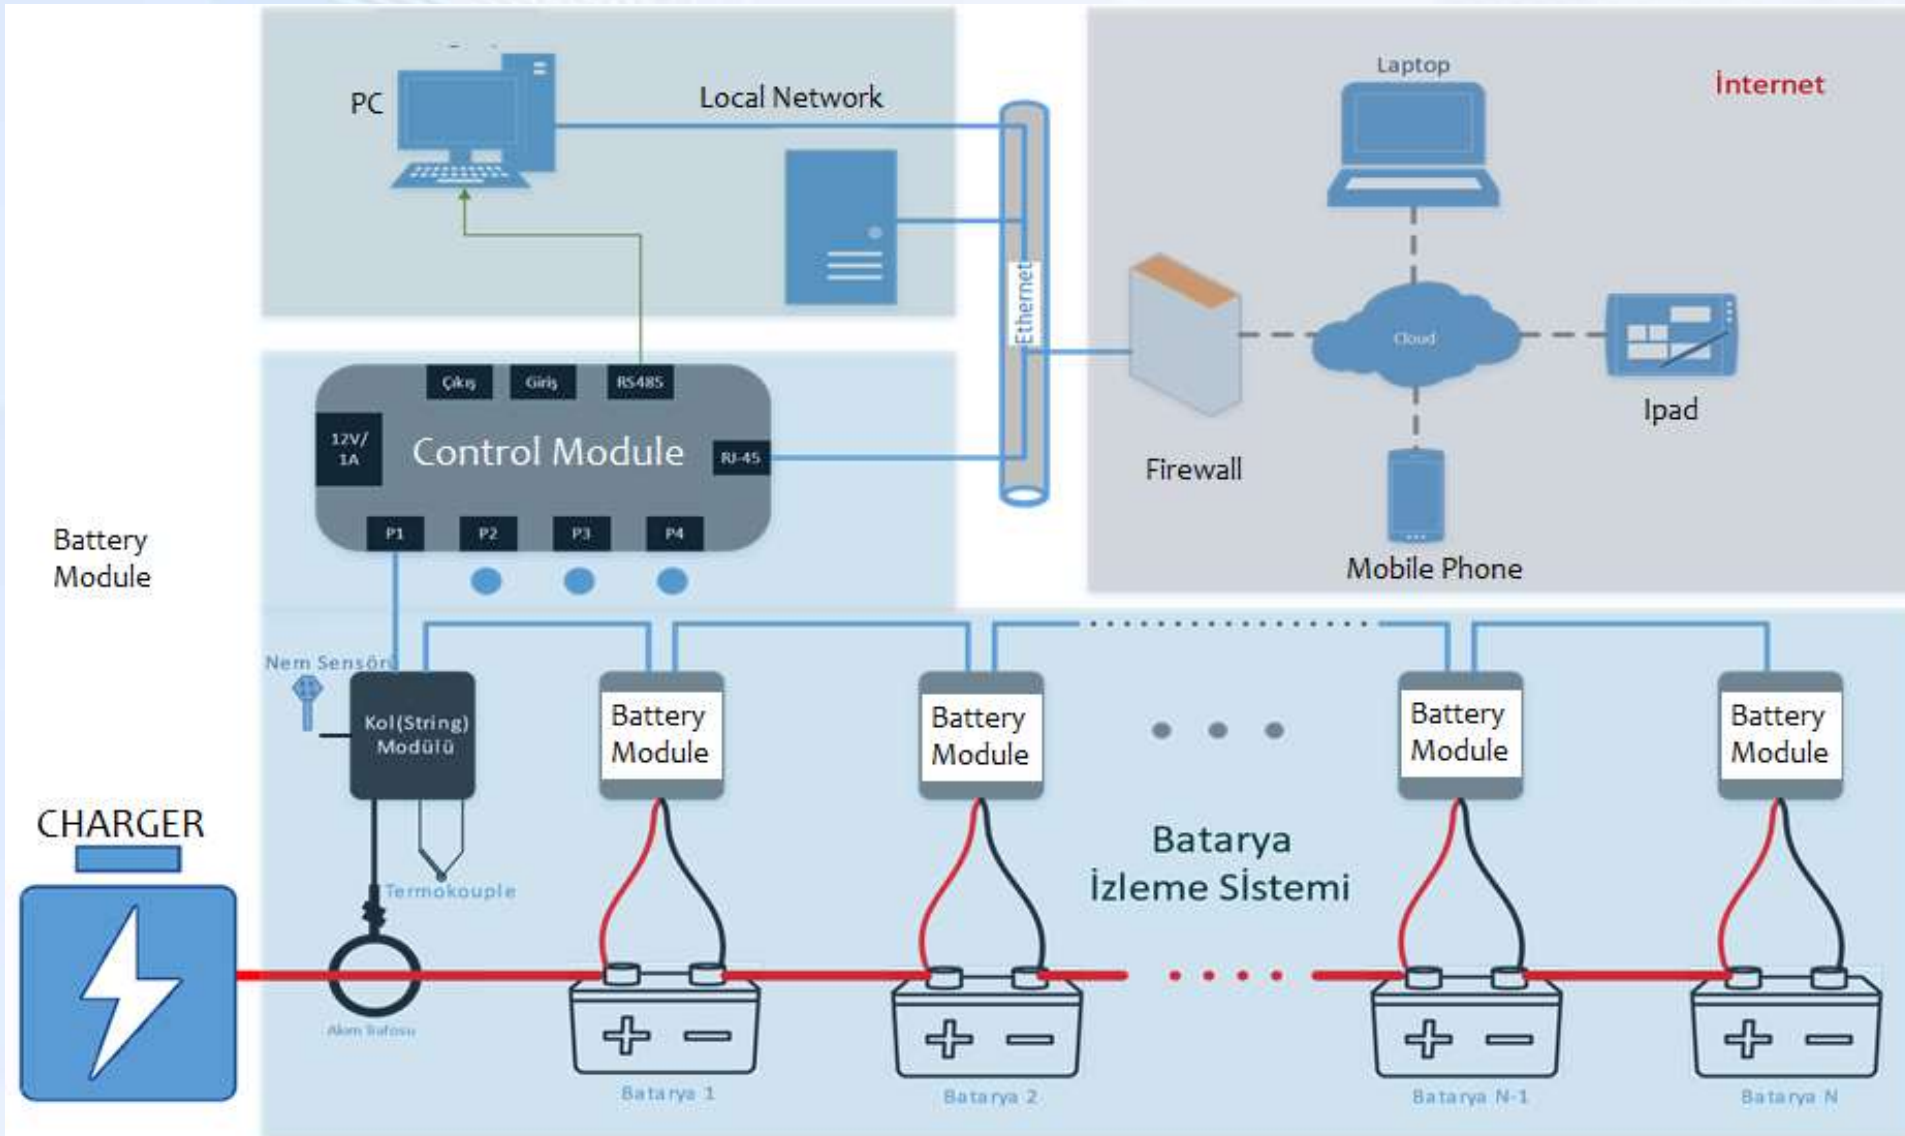 PC
Local Network
Laptop
İnternet
Ethernet
Cloud
Ipad
Firewall
Mobile Phone
Çıkış
Giriş
RS485
12V/
1A
Control Module
RJ-45
P1
P2
P3
P4
Battery
Module
Nem Sensörü
Kol(String)
Modülü
Battery
Module
Battery
Module
Battery
Module
Battery
Module
CHARGER
Termokouple
Batarya
İzleme Sistemi
Akım Trafosu
Batarya 1
Batarya 2
Batarya N-1
Batarya N